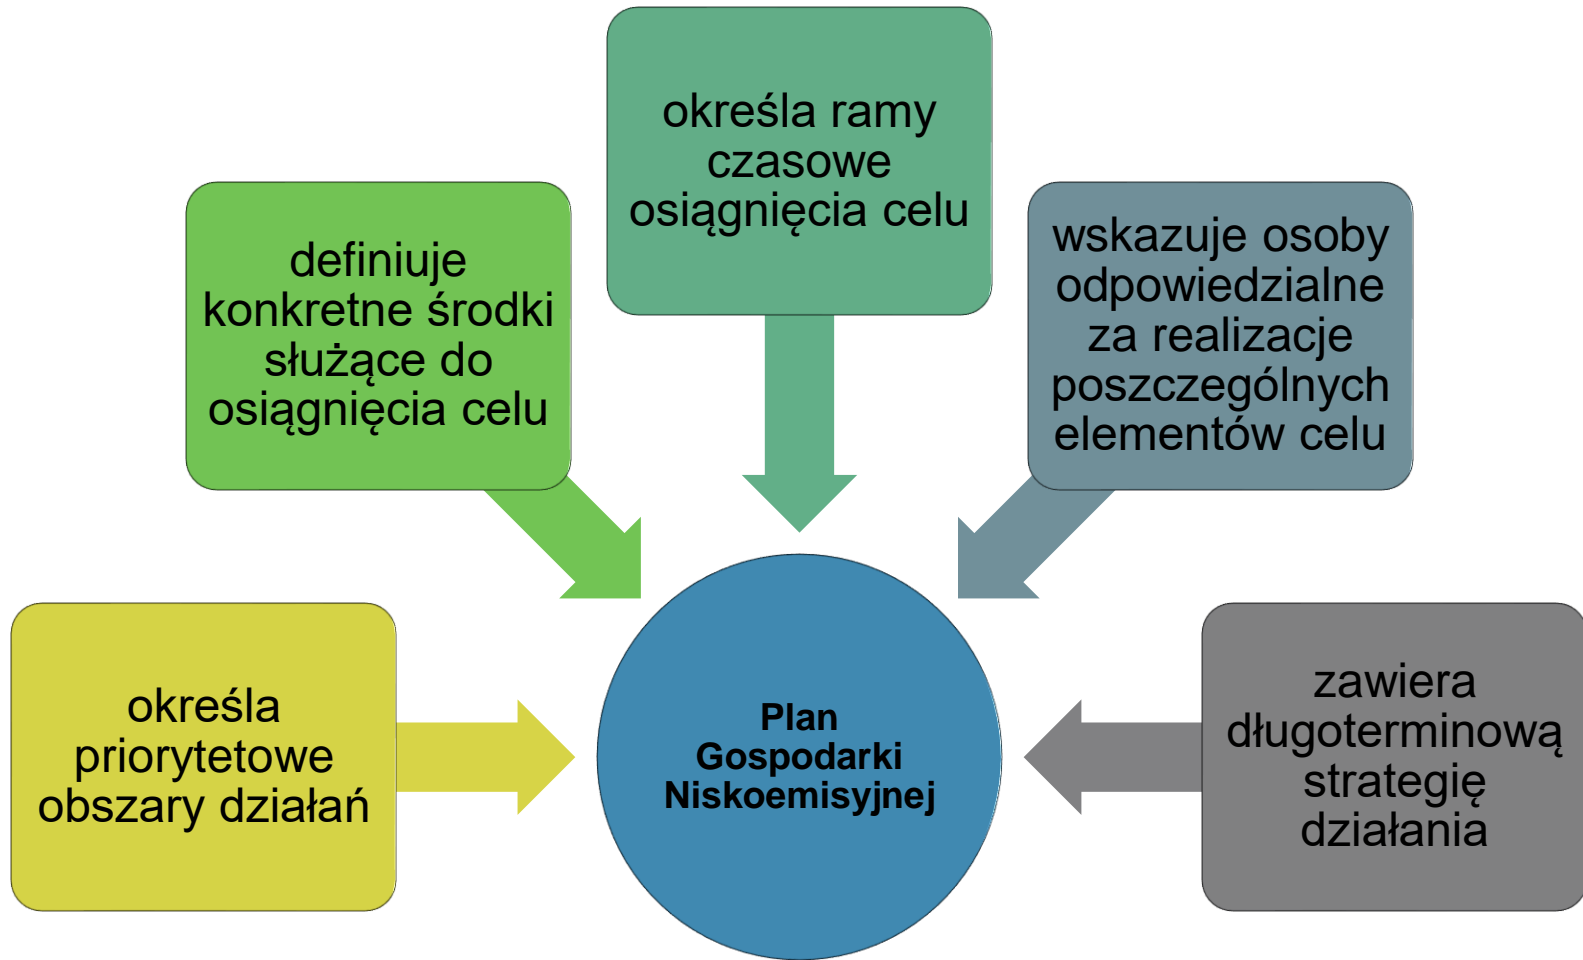 określa
priorytetowe
obszary działań
definiuje
konkretne środki
służące do
osiągnięcia celu
określa ramy
czasowe
osiągnięcia celu
wskazuje osoby
odpowiedzialne
za realizacje
poszczególnych
elementów celu
zawiera
długoterminową
strategię
działania
Plan
Gospodarki
Niskoemisyjnej